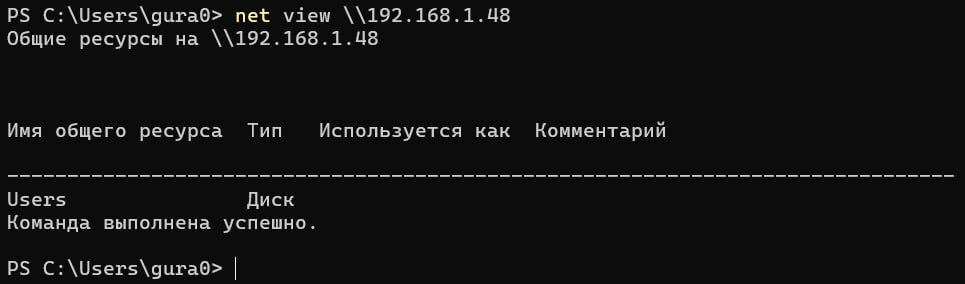 PS C:\Users\gura0> net view \\192.168.1.48
Общие ресурсы на \\192.168.1.48
Имя общего ресурса  Тип   Используется как  Комментарий
-------------------------------------------------------------------------------
Users               Диск
Команда выполнена успешно.
PS C:\Users\gura0>